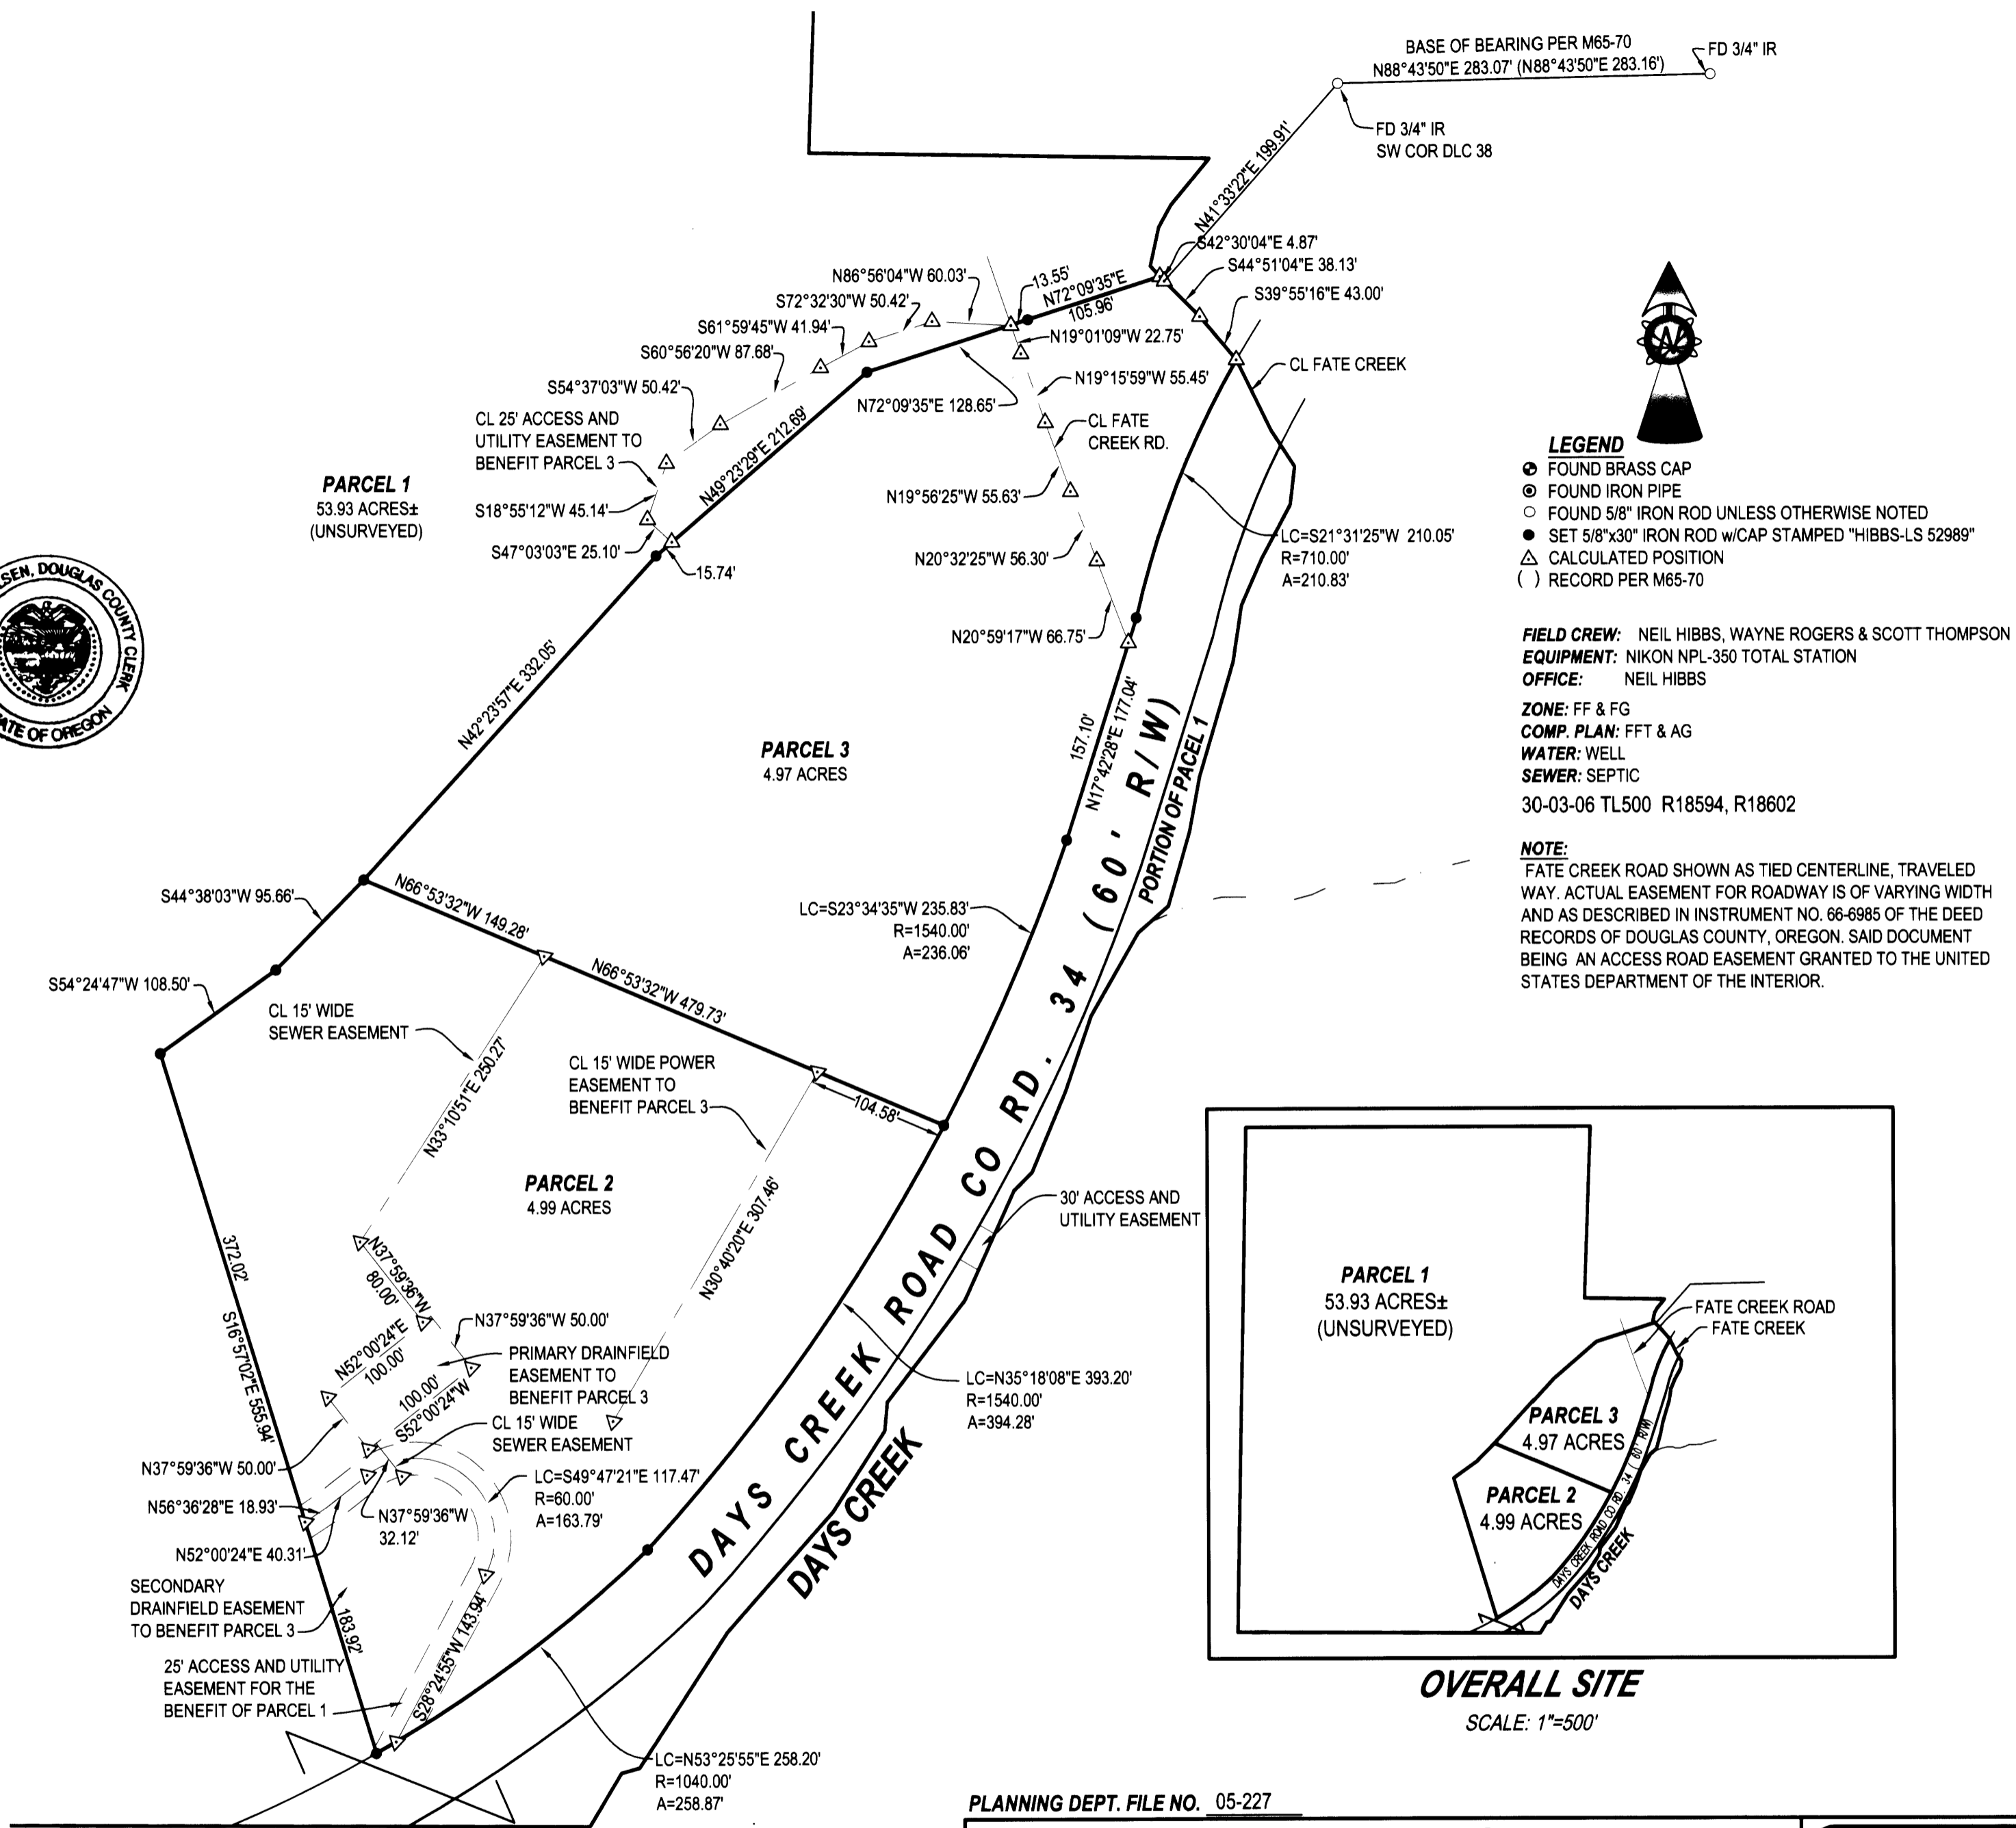 BASE OF BEARING PER M65-70
N88°43'50"E 283.07' (N88°43'50"E 283.16')
FD 3/4" IR
FD 3/4" IR
SW COR DLC 38
N41°33'22"E 199.91'
S42°30'04"E 4.87'
S44°51'04"E 38.13'
S39°55'16"E 43.00'
N86°56'04"W 60.03'
13.55'
N72°09'35"E
105.96'
S72°32'30"W 50.42'
S61°59'45"W 41.94'
N19°01'09"W 22.75'
S60°56'20"W 87.68'
CL FATE CREEK
S54°37'03"W 50.42'
N19°15'59"W 55.45'
N72°09'35"E 128.65'
CL 25' ACCESS AND
UTILITY EASEMENT TO
BENEFIT PARCEL 3
CL FATE
CREEK RD.
N49°23'29"E 212.69'
PARCEL 1
53.93 ACRES±
(UNSURVEYED)
S18°55'12"W 45.14'
N19°56'25"W 55.63'
S47°03'03"E 25.10'
15.74'
LC=S21°31'25"W 210.05'
R=710.00'
A=210.83'
N20°32'25"W 56.30'
N20°59'17"W 66.75'
LEGEND
FOUND BRASS CAP
FOUND IRON PIPE
FOUND 5/8" IRON ROD UNLESS OTHERWISE NOTED
SET 5/8"x30" IRON ROD w/CAP STAMPED "HIBBS-LS 52989"
CALCULATED POSITION
( ) RECORD PER M65-70
FIELD CREW: NEIL HIBBS, WAYNE ROGERS & SCOTT THOMPSON
EQUIPMENT: NIKON NPL-350 TOTAL STATION
OFFICE: NEIL HIBBS
ZONE: FF & FG
COMP. PLAN: FFT & AG
WATER: WELL
SEWER: SEPTIC
30-03-06 TL500 R18594, R18602
NOTE:
FATE CREEK ROAD SHOWN AS TIED CENTERLINE, TRAVELED
WAY. ACTUAL EASEMENT FOR ROADWAY IS OF VARYING WIDTH
AND AS DESCRIBED IN INSTRUMENT NO. 66-6985 OF THE DEED
RECORDS OF DOUGLAS COUNTY, OREGON. SAID DOCUMENT
BEING AN ACCESS ROAD EASEMENT GRANTED TO THE UNITED
STATES DEPARTMENT OF THE INTERIOR.
SEN, DOUGLAS COUNTY CLERK
ATE OF OREGON
N42°23'57"E 332.05'
PARCEL 3
4.97 ACRES
157.10'
N17°42'28"E 177.04'
PORTION OF PACEL 1
S44°38'03"W 95.66'
N66°53'32"W 149.28'
LC=S23°34'35"W 235.83'
R=1540.00'
A=236.06'
N66°53'32"W 479.73'
S54°24'47"W 108.50'
CL 15' WIDE
SEWER EASEMENT
N33°10'51"E 250.27'
CL 15' WIDE POWER
EASEMENT TO
BENEFIT PARCEL 3
104.58'
PARCEL 2
4.99 ACRES
30' ACCESS AND
UTILITY EASEMENT
N30°40'20"E 307.46'
372.02'
S16°57'02"E 555.94'
N37°59'36"W
80.00'
N37°59'36"W 50.00'
N52°00'24"E
100.00'
PRIMARY DRAINFIELD
EASEMENT TO
BENEFIT PARCEL 3
100.00'
S52°00'24"W
CL 15' WIDE
SEWER EASEMENT
LC=N35°18'08"E 393.20'
R=1540.00'
A=394.28'
N37°59'36"W 50.00'
LC=S49°47'21"E 117.47'
R=60.00'
A=163.79'
N56°36'28"E 18.93'
N37°59'36"W
32.12'
N52°00'24"E 40.31'
DAYS CREEK ROAD CO RD. 34 (60' R/W)
DAYS CREEK
SECONDARY
DRAINFIELD EASEMENT
TO BENEFIT PARCEL 3
183.92'
25' ACCESS AND UTILITY
EASEMENT FOR THE
BENEFIT OF PARCEL 1
S28°24'55"W 143.94'
LC=N53°25'55"E 258.20'
R=1040.00'
A=258.87'
PARCEL 1
53.93 ACRES±
(UNSURVEYED)
FATE CREEK ROAD
FATE CREEK
PARCEL 3
4.97 ACRES
PARCEL 2
4.99 ACRES
DAYS CREEK ROAD CO RD. 34 (60' R/W)
DAYS CREEK
OVERALL SITE
SCALE: 1"=500'
PLANNING DEPT. FILE NO. 05-227